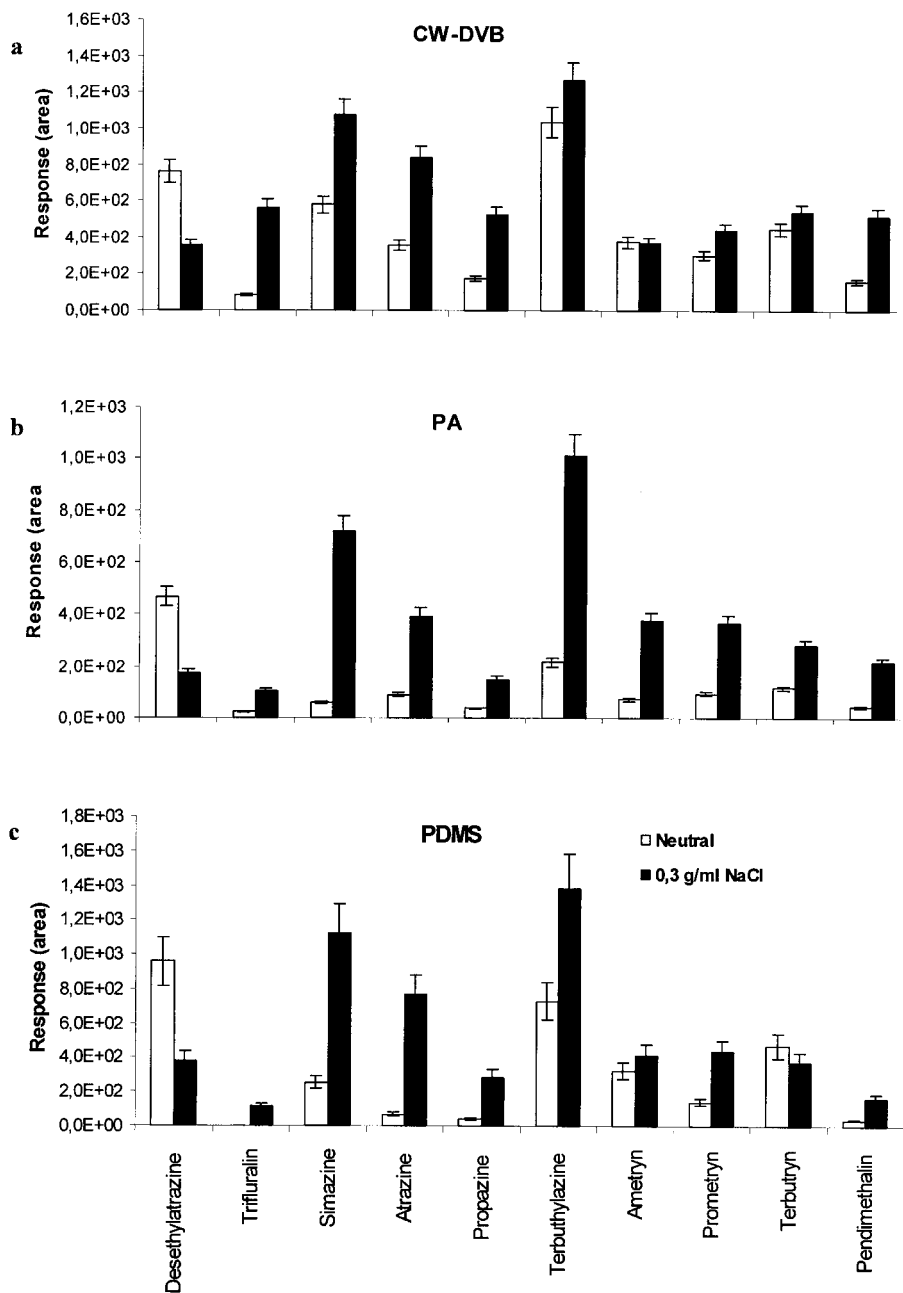 a
CW-DVB
Response (area)
1,6E+03
1,4E+03
1,2E+03
1,0E+03
8,0E+02
6,0E+02
4,0E+02
2,0E+02
0,0E+00
b
PA
Response (area
1,2E+03
1,0E+03
8,0E+02
6,0E+02
4,0E+02
2,0E+02
0,0E+00
c
PDMS
Neutral
0,3 g/ml NaCl
Response (area)
1,8E+03
1,6E+03
1,4E+03
1,2E+03
1,0E+03
8,0E+02
6,0E+02
4,0E+02
2,0E+02
0,0E+00
Desethylatrazine
Trifluralin
Simazine
Atrazine
Propazine
Terbuthylazine
Ametryn
Prometryn
Terbutryn
Pendimethalin